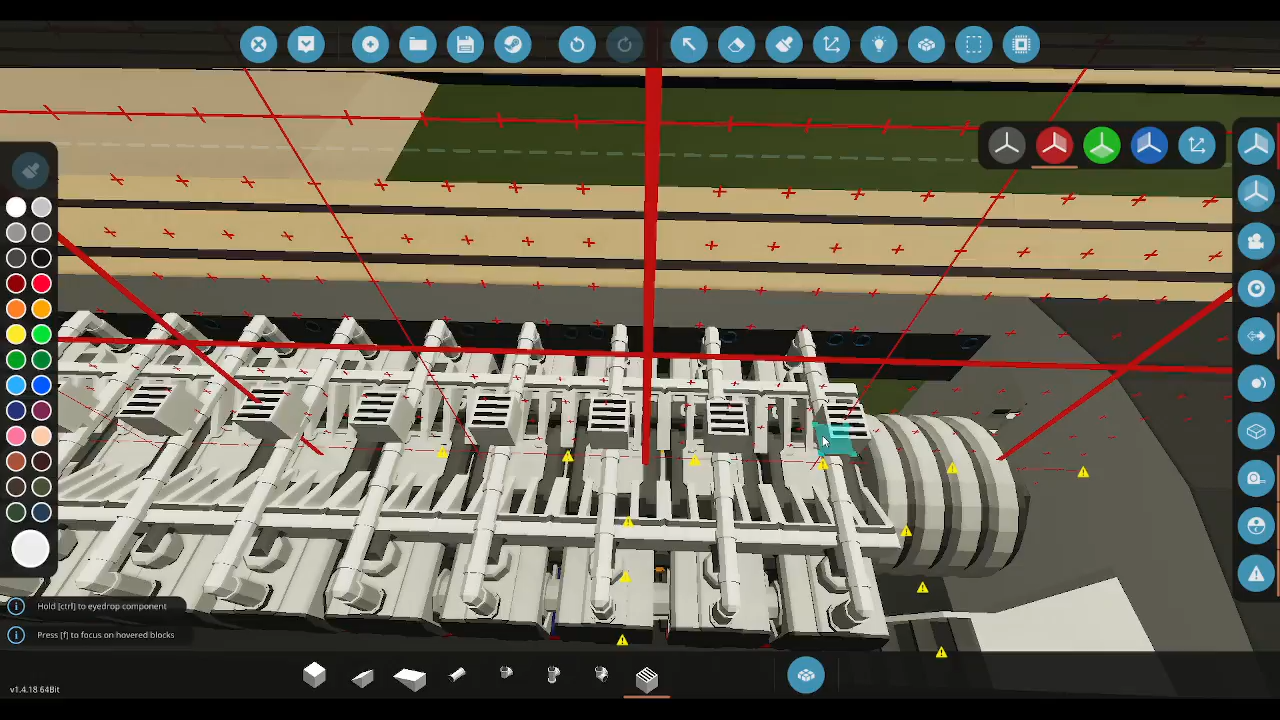 Hold [ctrl] to eyedrop component
Press [f] to focus on hovered blocks
v1.4.18 64Bit